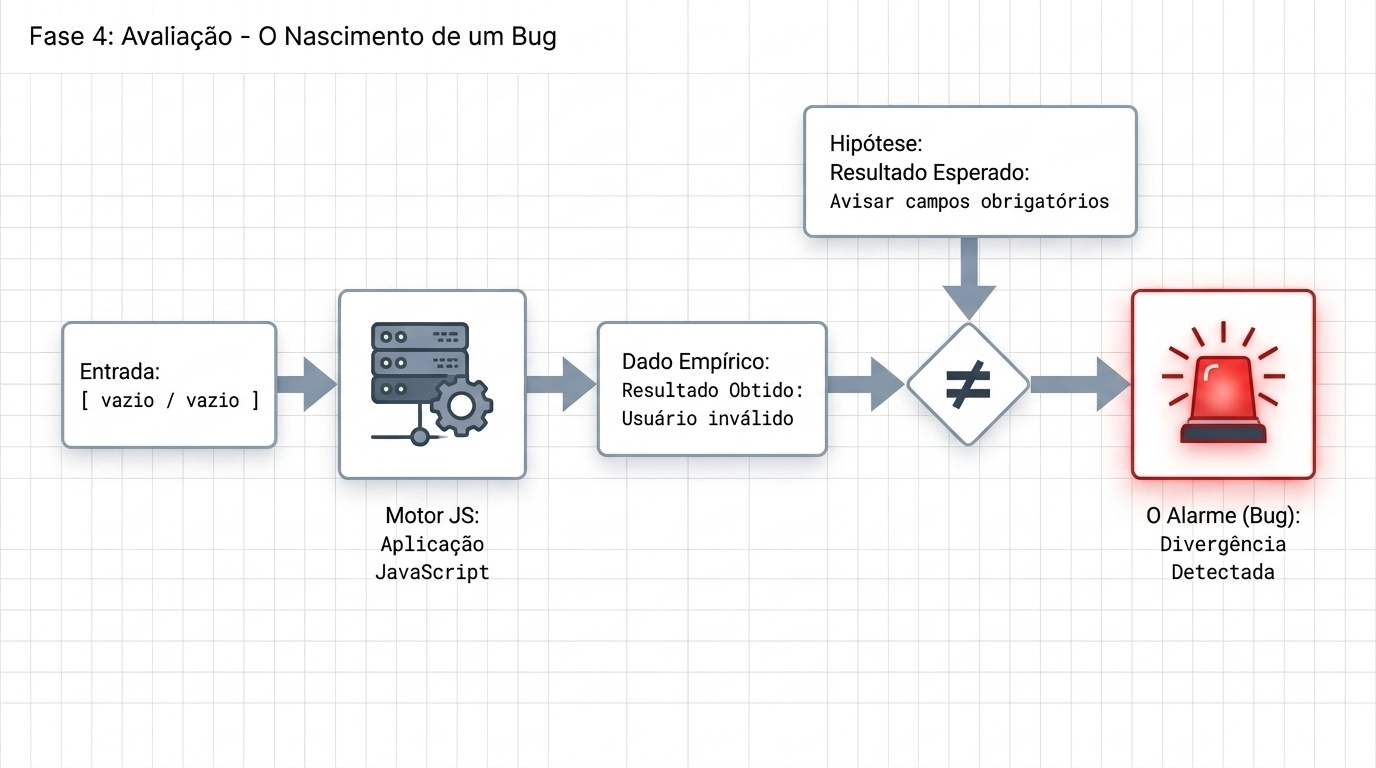 Fase 4: Avaliação - O Nascimento de um Bug
Hipótese:
Resultado Esperado:
Avisar campos obrigatórios
Entrada:
[ vazio / vazio ]
Dado Empírico:
Resultado Obtido:
Usuário inválido
≠
Motor JS:
Aplicação
JavaScript
O Alarme (Bug):
Divergência
Detectada